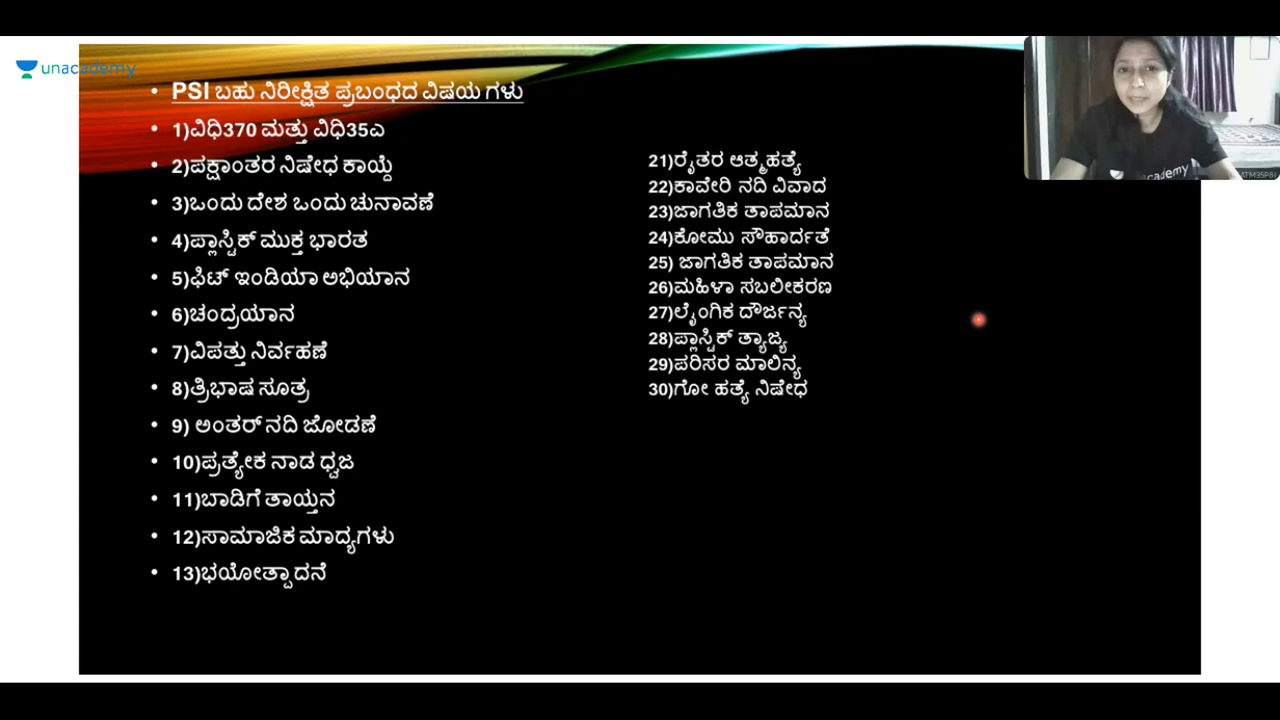 unacademy
PSI ಬಹು ನಿರೀಕ್ಷಿತ ಪ್ರಬಂಧದ ವಿಷಯ ಗಳು
1)ವಿಧಿ370 ಮತ್ತು ವಿಧಿ35ಎ
2)ಪಕ್ಷಾಂತರ ನಿಷೇಧ ಕಾಯ್ದೆ
3)ಒಂದು ದೇಶ ಒಂದು ಚುನಾವಣೆ
4)ಪ್ಲಾಸ್ಟಿಕ್ ಮುಕ್ತ ಭಾರತ
5)ಫಿಟ್ ಇಂಡಿಯಾ ಅಭಿಯಾನ
6)ಚಂದ್ರಯಾನ
7)ವಿಪತ್ತು ನಿರ್ವಹಣೆ
8)ತ್ರಿಭಾಷ ಸೂತ್ರ
9) ಅಂತರ್ ನದಿ ಜೋಡಣೆ
10)ಪ್ರತ್ಯೇಕ ನಾಡ ಧ್ವಜ
11)ಬಾಡಿಗೆ ತಾಯ್ತನ
12)ಸಾಮಾಜಿಕ ಮಾದ್ಯಗಳು
13)ಭಯೋತ್ಪಾದನೆ
21)ರೈತರ ಆತ್ಮಹತ್ಯೆ
22)ಕಾವೇರಿ ನದಿ ವಿವಾದ
23)ಜಾಗತಿಕ ತಾಪಮಾನ
24)ಕೋಮು ಸೌಹಾರ್ದತೆ
25) ಜಾಗತಿಕ ತಾಪಮಾನ
26)ಮಹಿಳಾ ಸಬಲೀಕರಣ
27)ಲೈಂಗಿಕ ದೌರ್ಜನ್ಯ
28)ಪ್ಲಾಸ್ಟಿಕ್ ತ್ಯಾಜ್ಯ
29)ಪರಿಸರ ಮಾಲಿನ್ಯ
30)ಗೋ ಹತ್ಯೆ ನಿಷೇಧ